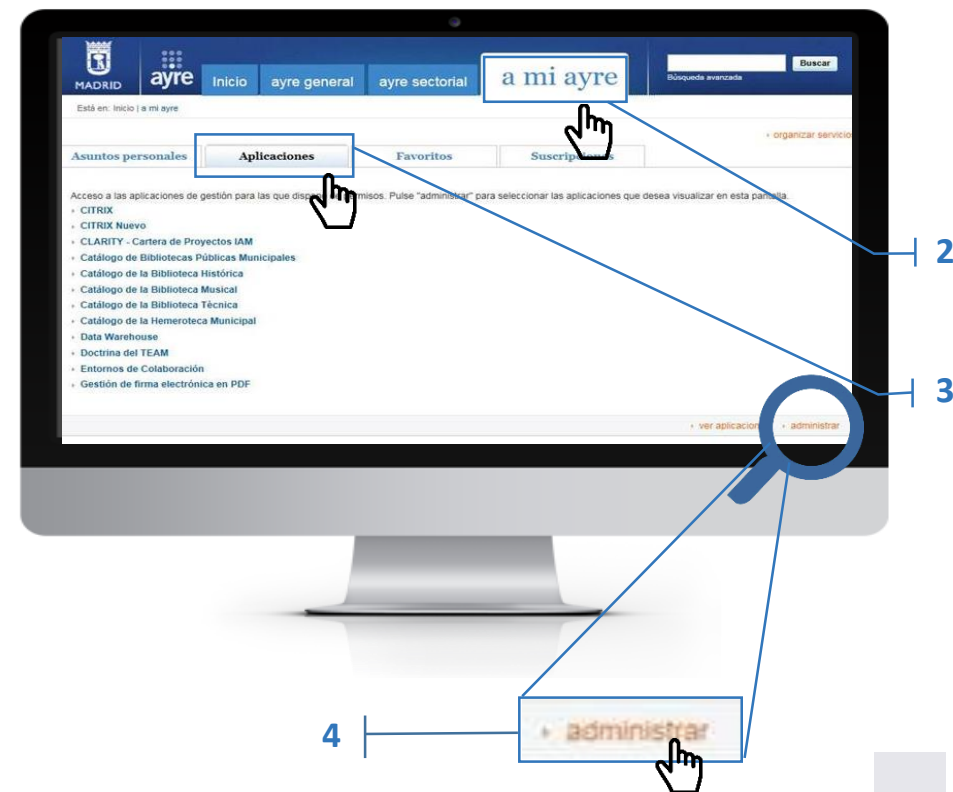 MADRID
ayre
Inicio
ayre general
ayre sectorial
a mi ayre
Buscar
Búsqueda avanzada
Está en: Inicio | a mi ayre
organizar servicio
Asuntos personales
Aplicaciones
Favoritos
Suscripciones
Acceso a las aplicaciones de gestión para las que dispo misos. Pulse "administrar" para seleccionar las aplicaciones que desea visualizar en esta pantalla.
CITRIX
CITRIX Nuevo
CLARITY - Cartera de Proyectos IAM
Catálogo de Bibliotecas Públicas Municipales
Catálogo de la Biblioteca Histórica
Catálogo de la Biblioteca Musical
Catálogo de la Biblioteca Técnica
Catálogo de la Hemeroteca Municipal
Data Warehouse
Doctrina del TEAM
Entornos de Colaboración
Gestión de firma electrónica en PDF
ver aplicacion
administrar
2
3
4
administrar